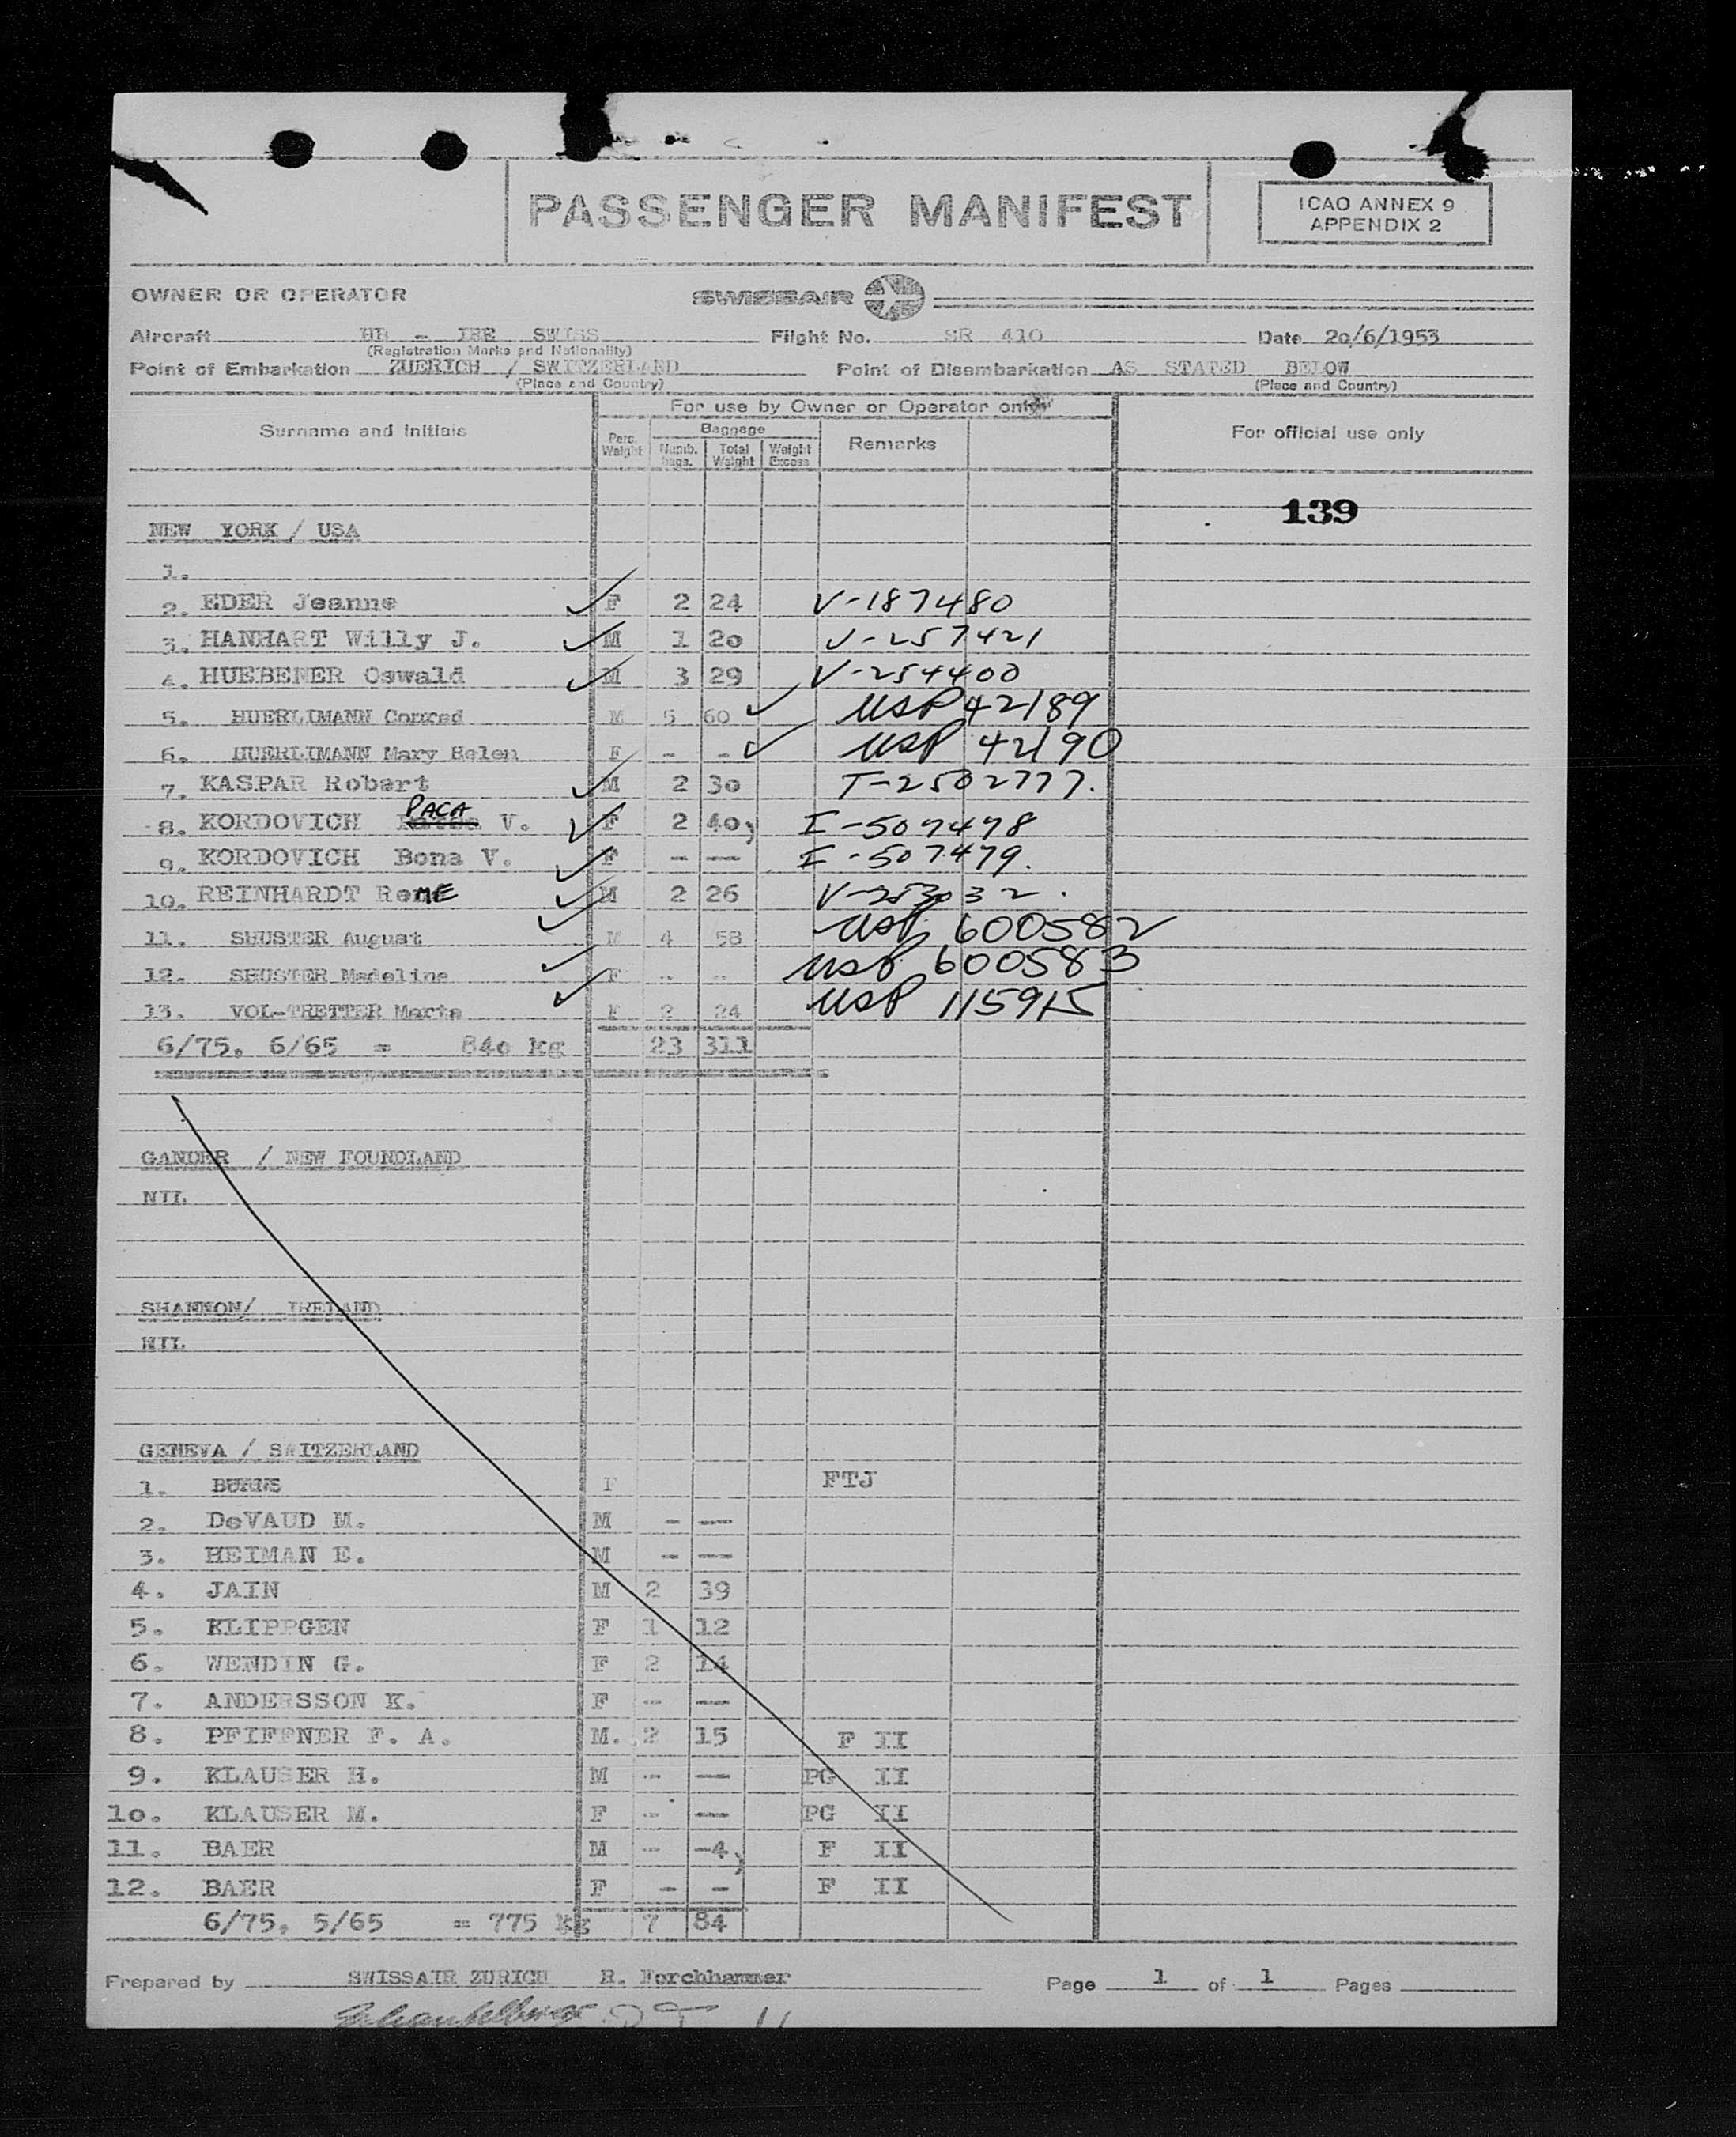 PASSENGER MANIFEST
ICAO ANNEX 9
APPENDIX 2
OWNER OR OPERATOR SWISSAIR
Aircraft HB - IBE SWISS Flight No. SR 410 Date 20/6/1953
(Registration Marks and Nationality)
Point of Embarkation ZUERICH / SWITZERLAND Point of Disembarkation AS STATED BELOW
(Place and Country) (Place and Country)
For use by Owner or Operator only
Surname and Initials Pers. Weight Baggage Numb. bags. Total Weight Weight Excess Remarks For official use only
139
NEW YORK / USA
1.
2. EDER Jeanne F 2 24 V-187480
3. HANHART Willy J. M 1 20 V-257421
4. HUEBENER Oswald M 3 29 V-254400
5. HUERLIMANN Conrad M 5 60 USP 42189
6. HUERLIMANN Mary Helen F - - USP 42190
7. KASPAR Robert M 2 30 T-2502777.
PACA
8. KORDOVICH V. F 2 40, I-507478
9. KORDOVICH Bona V. F - -- I-507479.
10. REINHARDT ReNE M 2 26 V-253032.
11. SHUSTER August M 4 58 USP 600582
12. SHUSTER Madeline F - - USP 600583
13. VOL-TRETTER Marta F 2 24 USP 115915
6/75, 6/65 = 840 kg 23 311
GANDER / NEW FOUNDLAND
NIL
SHANNON/ IRELAND
NIL
GENEVA / SWITZERLAND
1. BURNS F FTJ
2. DeVAUD M. M - --
3. HEIMAN E. M - --
4. JAIN M 2 39
5. KLIPPGEN F 1 12
6. WENDIN G. F 2 14
7. ANDERSSON K. F - --
8. PFIFFNER F. A. M. 2 15 F II
9. KLAUSER H. M - -- PG II
10. KLAUSER M. F - -- PG II
11. BAER M - -4, F II
12. BAER F - - F II
6/75, 5/65 = 775 kg 7 84
Prepared by SWISSAIR ZURICH R. Forchhammer Page 1 of 1 Pages